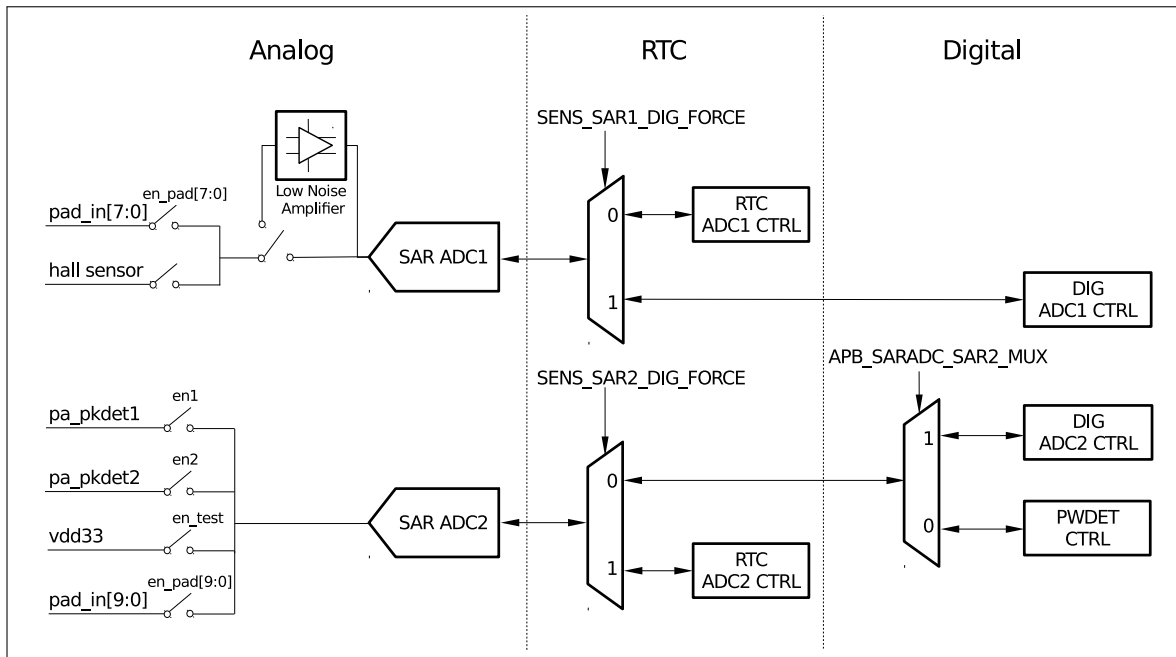 Analog
RTC
Digital
SENS_SAR1_DIG_FORCE
Low Noise
Amplifier
en_pad[7:0]
pad_in[7:0]
hall sensor
SAR ADC1
0
1
RTC
ADC1 CTRL
DIG
ADC1 CTRL
SENS_SAR2_DIG_FORCE
APB_SARADC_SAR2_MUX
en1
pa_pkdet1
en2
pa_pkdet2
en_test
vdd33
en_pad[9:0]
pad_in[9:0]
SAR ADC2
0
1
RTC
ADC2 CTRL
1
0
DIG
ADC2 CTRL
PWDET
CTRL